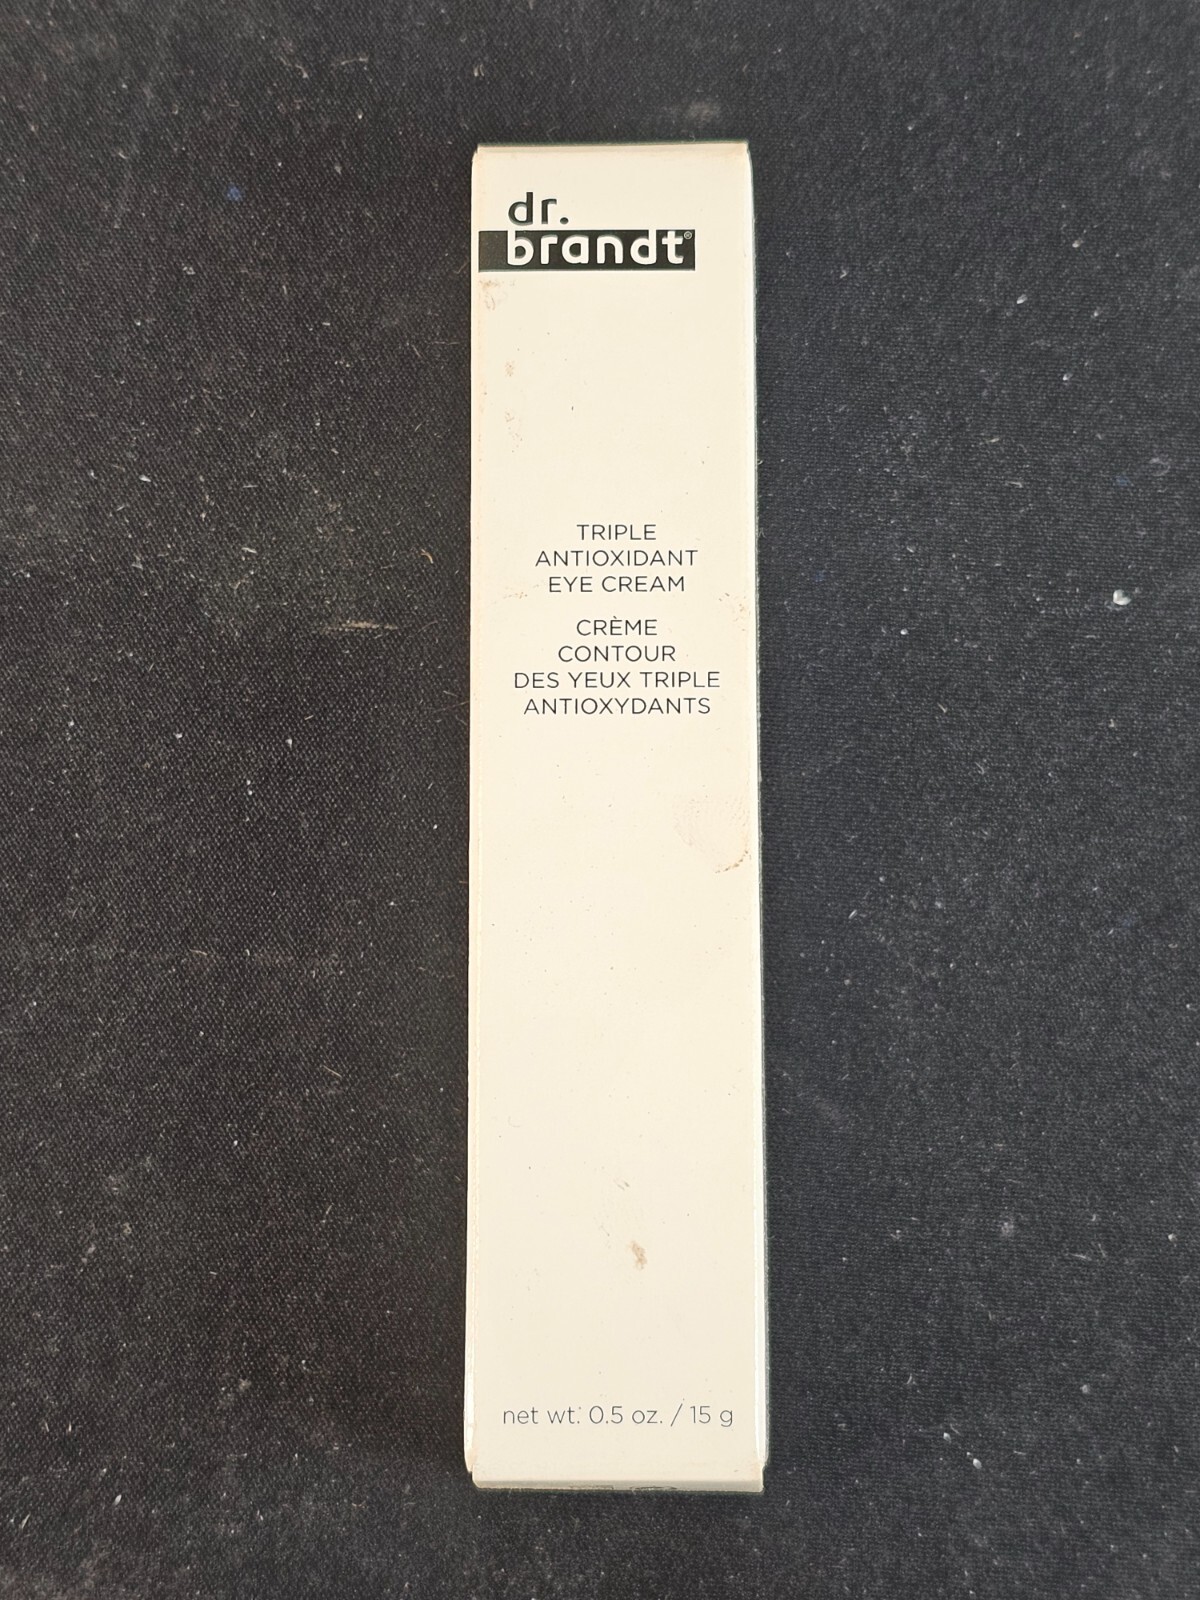 dr.
brandt®
TRIPLE
ANTIOXIDANT
EYE CREAM
CRÈME
CONTOUR
DES YEUX TRIPLE
ANTIOXYDANTS
net wt. 0.5 oz. / 15 g